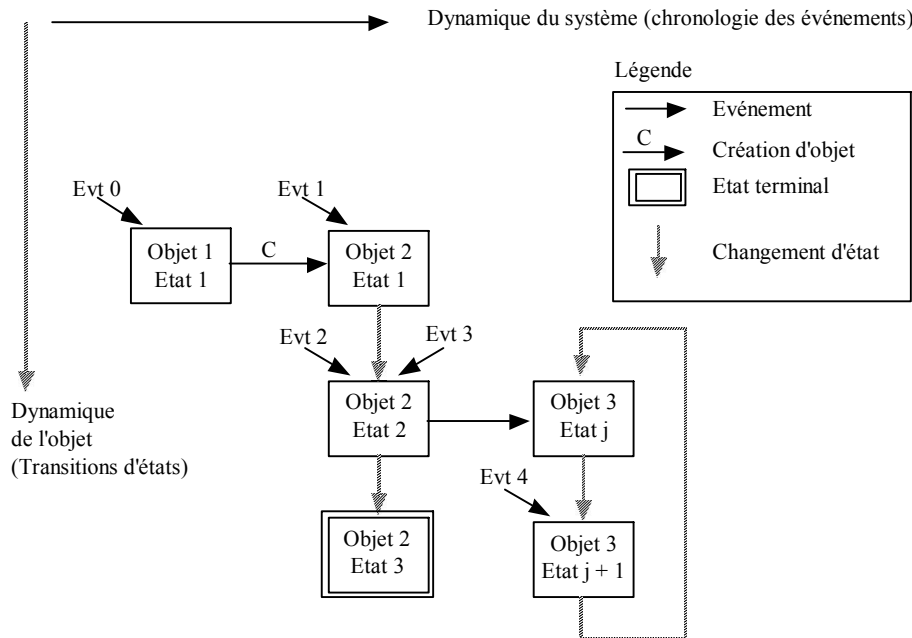 Dynamique du système (chronologie des événements)
Légende
Evénement
C
Création d'objet
Etat terminal
Changement d'état
Evt 0
Evt 1
Objet 1
Etat 1
C
Objet 2
Etat 1
Evt 2
Evt 3
Objet 2
Etat 2
Objet 3
Etat j
Dynamique
de l'objet
(Transitions d'états)
Evt 4
Objet 2
Etat 3
Objet 3
Etat j + 1